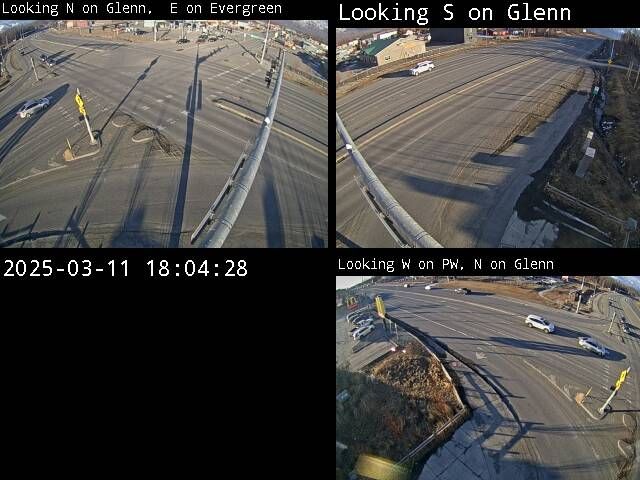 Looking N on Glenn,  E on Evergreen
Looking S on Glenn
2025-03-11 18:04:28
Looking W on PW, N on Glenn